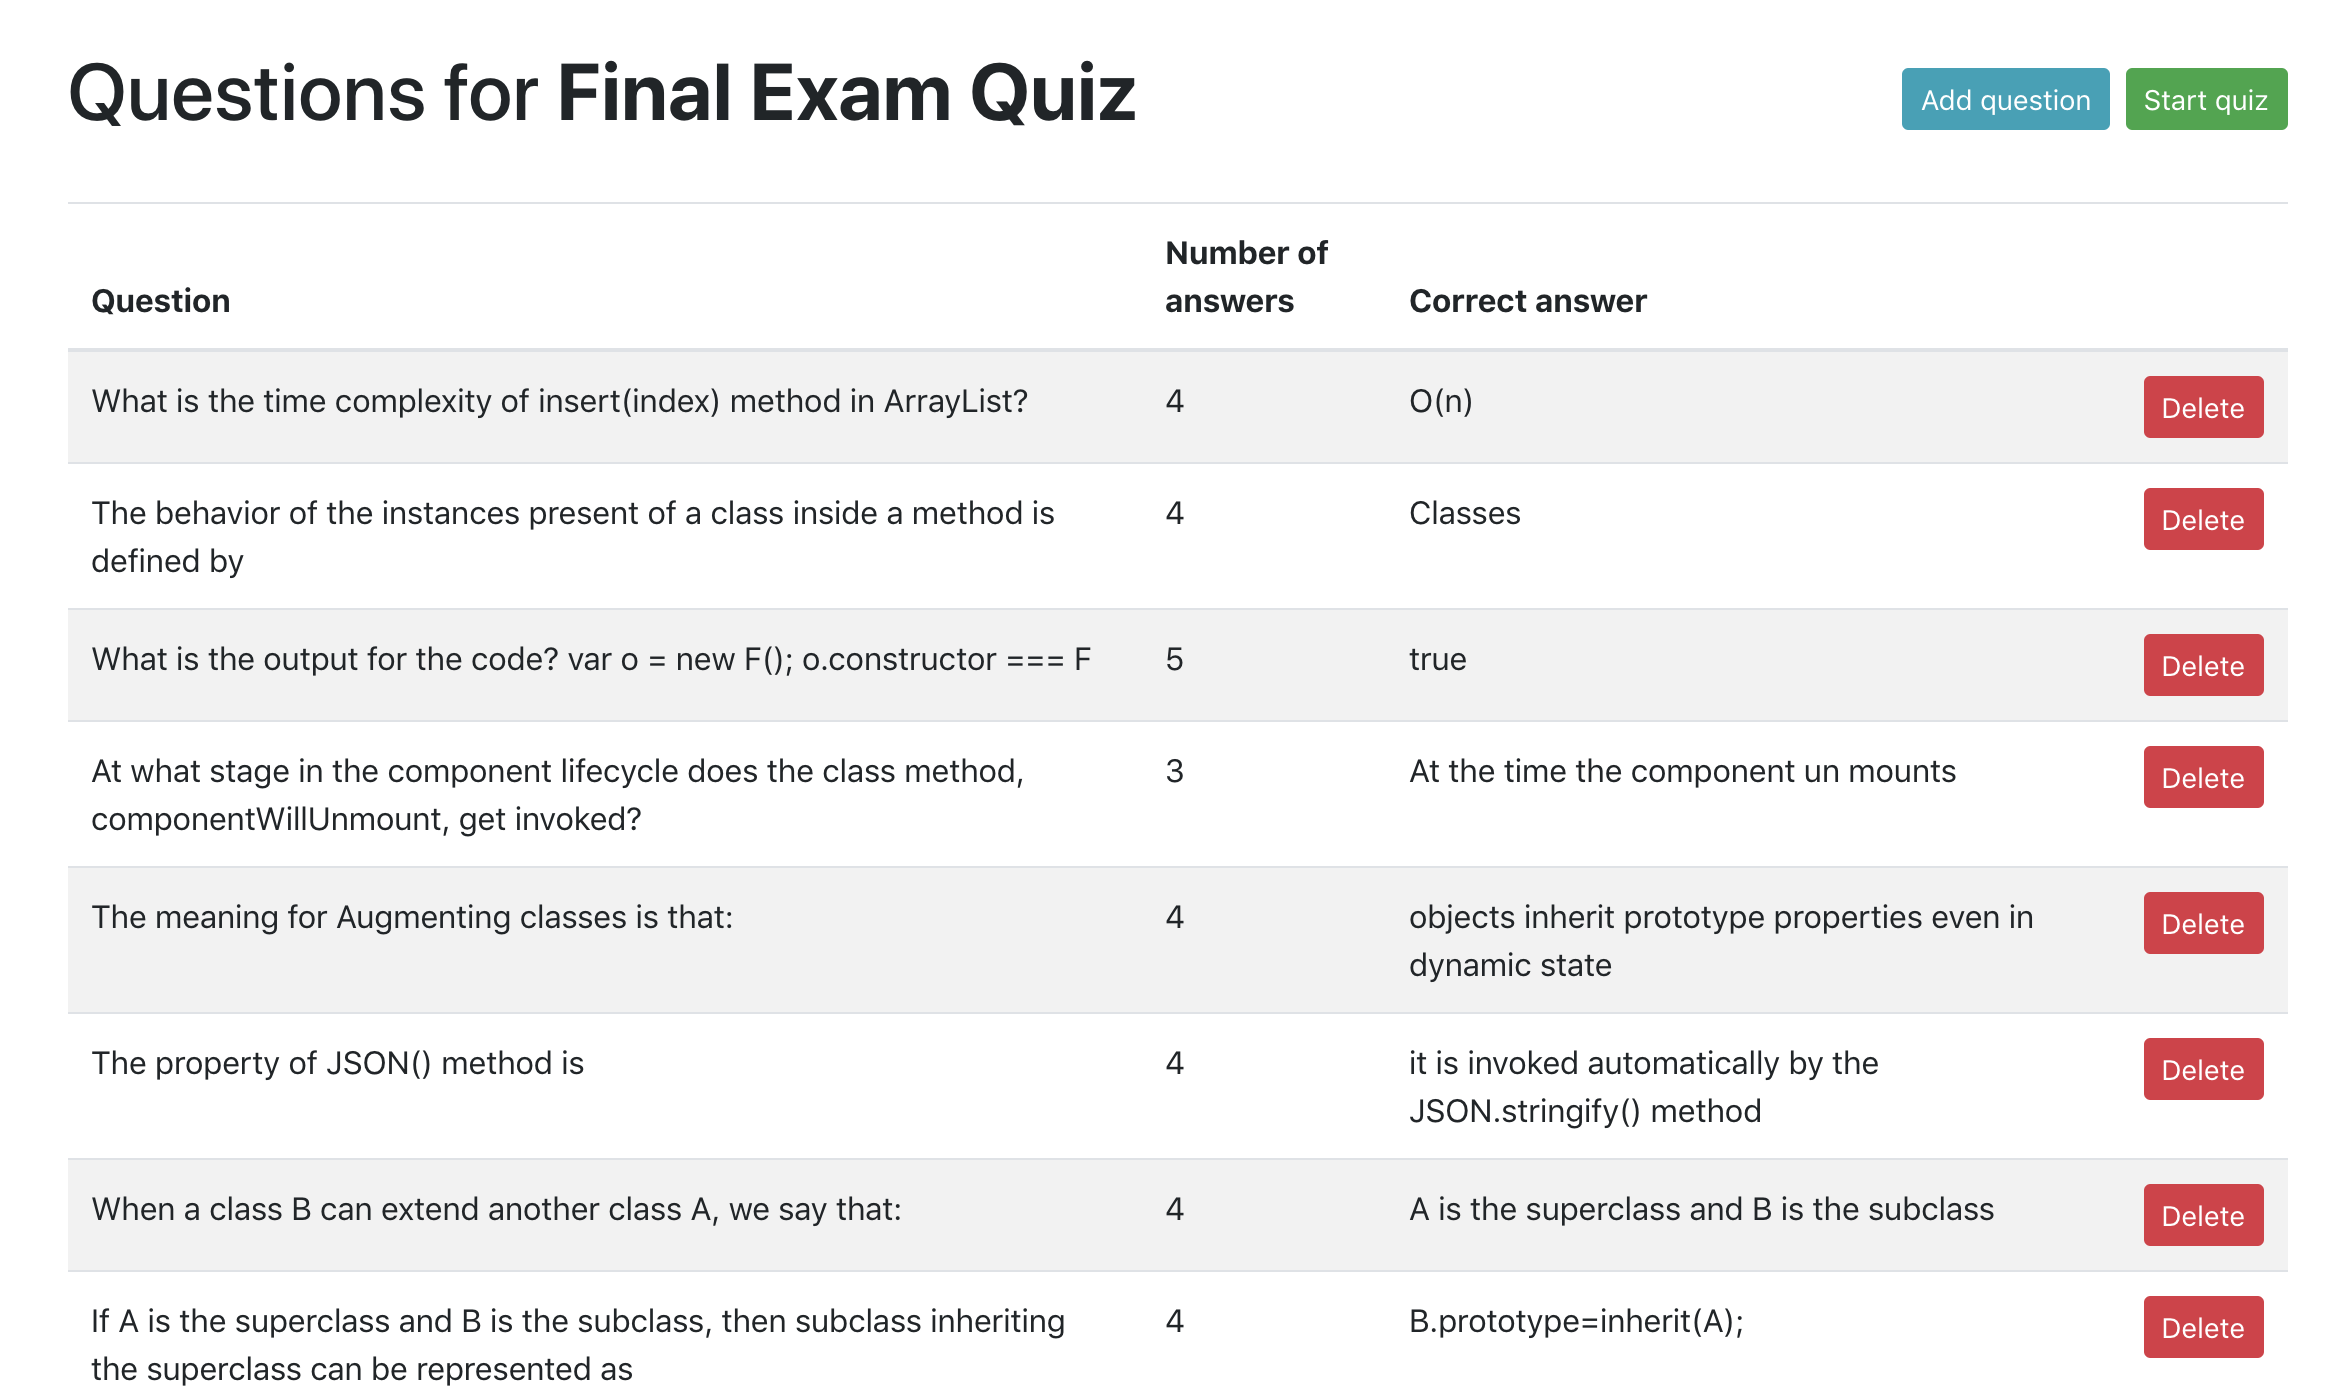 Questions for Final Exam Quiz
Add question
Start quiz
Question
Number of
answers
Correct answer
What is the time complexity of insert(index) method in ArrayList?
4
O(n)
Delete
The behavior of the instances present of a class inside a method is
defined by
4
Classes
Delete
What is the output for the code? var o = new F(); o.constructor === F
5
true
Delete
At what stage in the component lifecycle does the class method,
componentWillUnmount, get invoked?
3
At the time the component un mounts
Delete
The meaning for Augmenting classes is that:
4
objects inherit prototype properties even in
dynamic state
Delete
The property of JSON() method is
4
it is invoked automatically by the
JSON.stringify() method
Delete
When a class B can extend another class A, we say that:
4
A is the superclass and B is the subclass
Delete
If A is the superclass and B is the subclass, then subclass inheriting
the superclass can be represented as
4
B.prototype=inherit(A);
Delete